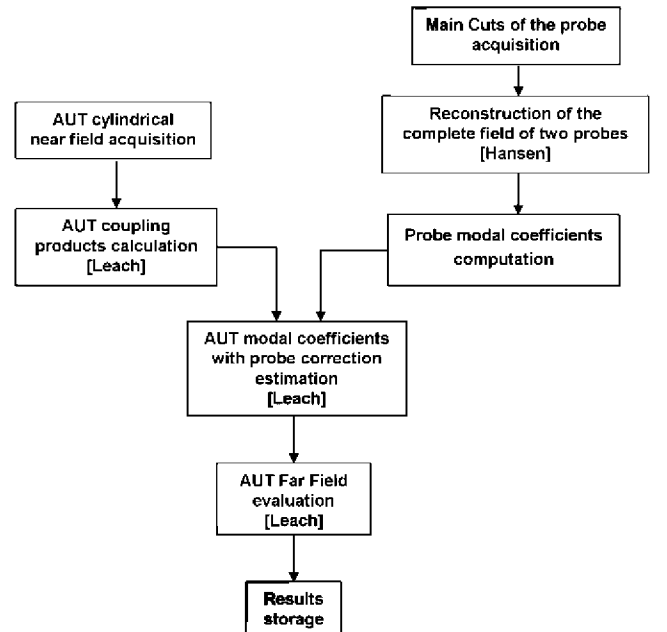 Main Cuts of the probe
acquisition
AUT cylindrical
near field acquisition
Reconstruction of the
complete field of two probes
[Hansen]
AUT coupling
products calculation
[Leach]
Probe modal coefficients
computation
AUT modal coefficients
with probe correction
estimation
[Leach]
AUT Far Field
evaluation
[Leach]
Results
storage